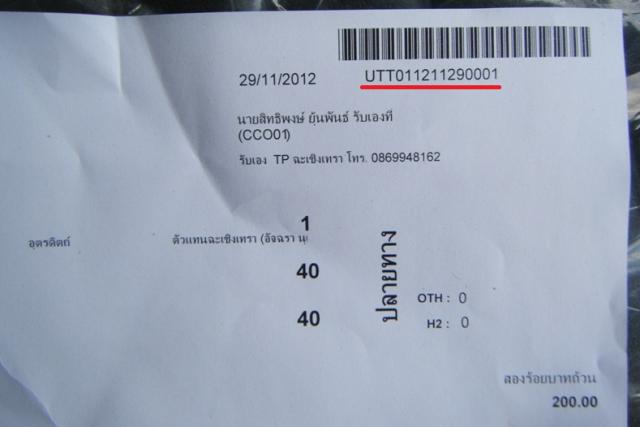 29/11/2012 UTT011211290001
นายสิทธิพงษ์ ยุ้นพันธ์ รับเองที่
(CCO01)
รับเอง TP ฉะเชิงเทรา โทร. 0869948162
1
อุตรดิตถ์ ตัวแทนฉะเชิงเทรา (อัจฉรา
40
ปลายทาง
OTH : 0
40
H2 : 0
สองร้อยบาทถ้วน
200.00